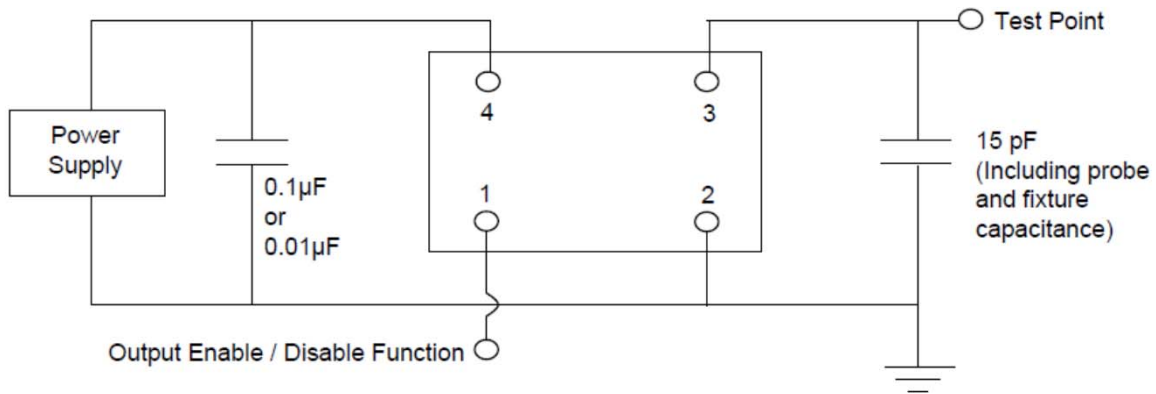 Test Point
4
3
Power
Supply
15 pF
(Including probe
and fixture
capacitance)
0.1µF
or
0.01µF
1
2
Output Enable / Disable Function